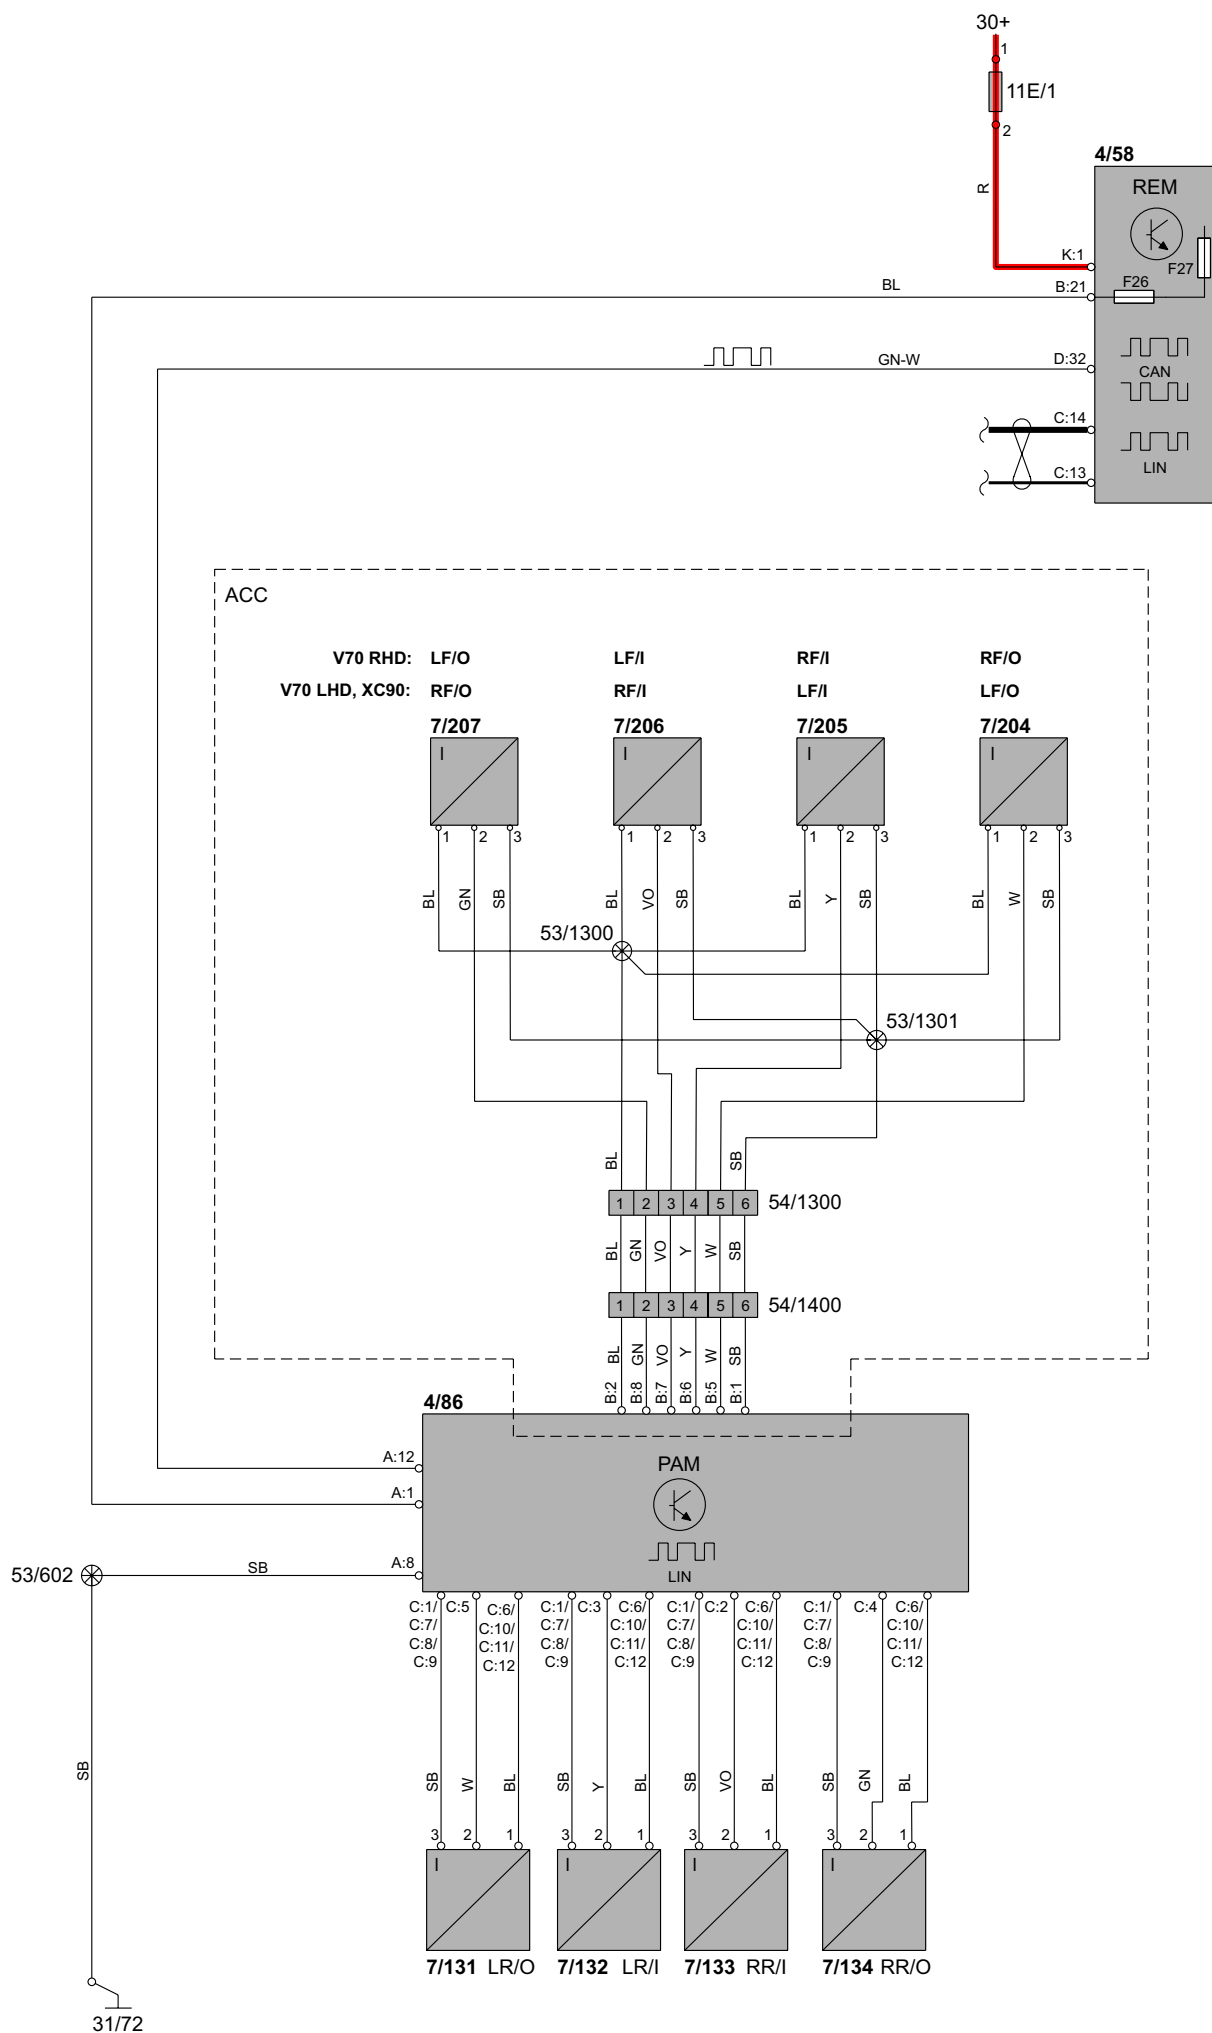 30+
1
11E/1
2
R
4/58
REM
K:1
F27
BL
B:21
F26
GN-W
D:32
CAN
C:14
LIN
C:13
ACC
V70 RHD: LF/O LF/I RF/I RF/O
V70 LHD, XC90: RF/O RF/I LF/I LF/O
7/207 7/206 7/205 7/204
I I I I
1 2 3 1 2 3 1 2 3 1 2 3
BL GN SB BL VO SB BL Y SB BL W SB
53/1300
53/1301
BL SB
1 2 3 4 5 6 54/1300
BL GN VO Y W SB
1 2 3 4 5 6 54/1400
BL GN VO Y W SB
B:2 B:8 B:7 B:6 B:5 B:1
4/86
A:12
PAM
A:1
53/602
SB
A:8
LIN
C:1/ C:5 C:6/ C:1/ C:3 C:6/ C:1/ C:2 C:6/ C:1/ C:4 C:6/
C:7/ C:10/ C:7/ C:10/ C:7/ C:10/ C:7/ C:10/
C:8/ C:11/ C:8/ C:11/ C:8/ C:11/ C:8/ C:11/
C:9 C:12 C:9 C:12 C:9 C:12 C:9 C:12
SB
SB W BL SB Y BL SB VO BL SB GN BL
3 2 1 3 2 1 3 2 1 3 2 1
I I I I
7/131 LR/O 7/132 LR/I 7/133 RR/I 7/134 RR/O
31/72